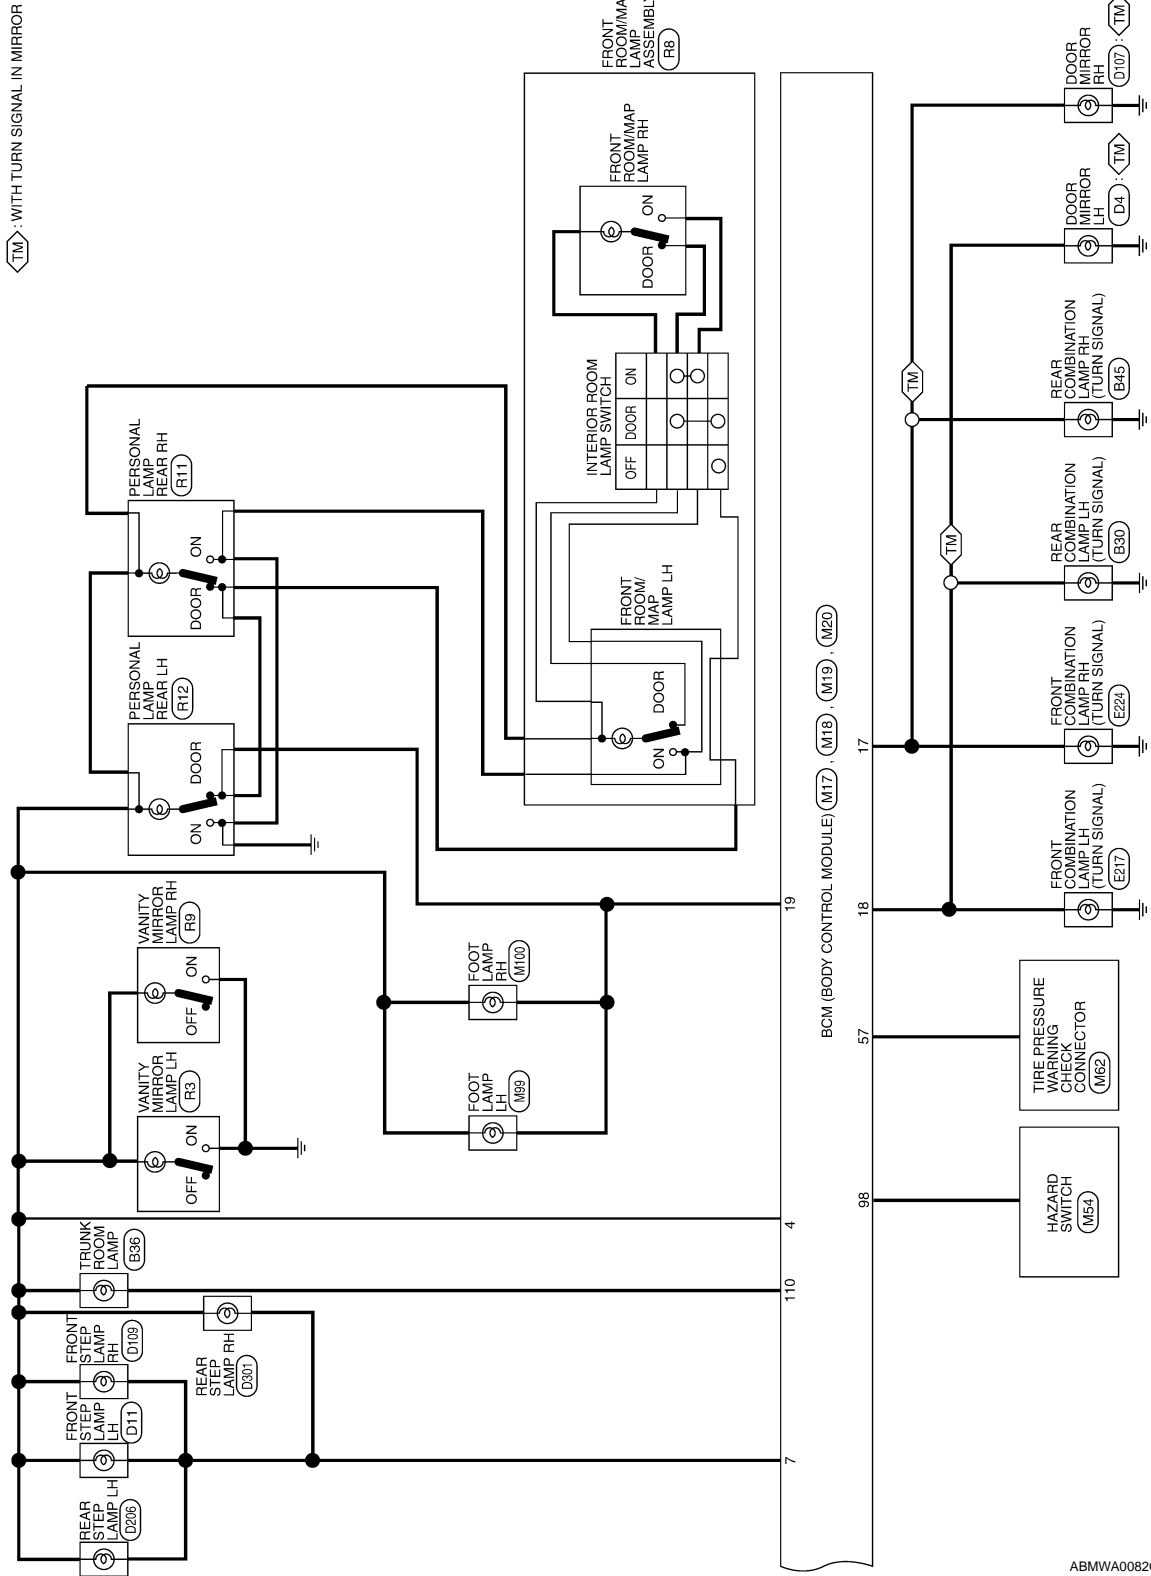 TM : WITH TURN SIGNAL IN MIRROR
PERSONAL
LAMP
REAR RH
R11
ON
DOOR
PERSONAL
LAMP
REAR LH
R12
DOOR
ON
VANITY
MIRROR
LAMP RH
R9
ON
OFF
VANITY
MIRROR
LAMP LH
R3
ON
OFF
TRUNK
ROOM
LAMP
B36
FRONT
STEP
LAMP
RH
D109
FRONT
STEP
LAMP
LH
D11
REAR
STEP
LAMP LH
D206
REAR
STEP
LAMP RH
D301
FOOT
LAMP
RH
M100
FOOT
LAMP
LH
M99
FRONT
LAMP
R8
FRONT
ROOM/MAP
LAMP RH
ON
DOOR
INTERIOR ROOM
LAMP SWITCH
OFF
DOOR
ON
FRONT
ROOM/
MAP
LAMP LH
DOOR
ON
19
4
110
7
BCM (BODY CONTROL MODULE) M17 , M18 , M19 , M20
17
18
57
98
DOOR
MIRROR
RH
D107 : TM
DOOR
MIRROR
LH
D4 : TM
TM
REAR
COMBINATION
LAMP RH
(TURN SIGNAL)
B45
TM
REAR
COMBINATION
LAMP LH
(TURN SIGNAL)
B30
FRONT
COMBINATION
LAMP RH
(TURN SIGNAL)
E224
FRONT
COMBINATION
LAMP LH
(TURN SIGNAL)
E217
TIRE PRESSURE
WARNING
CHECK
CONNECTOR
M62
HAZARD
SWITCH
M54